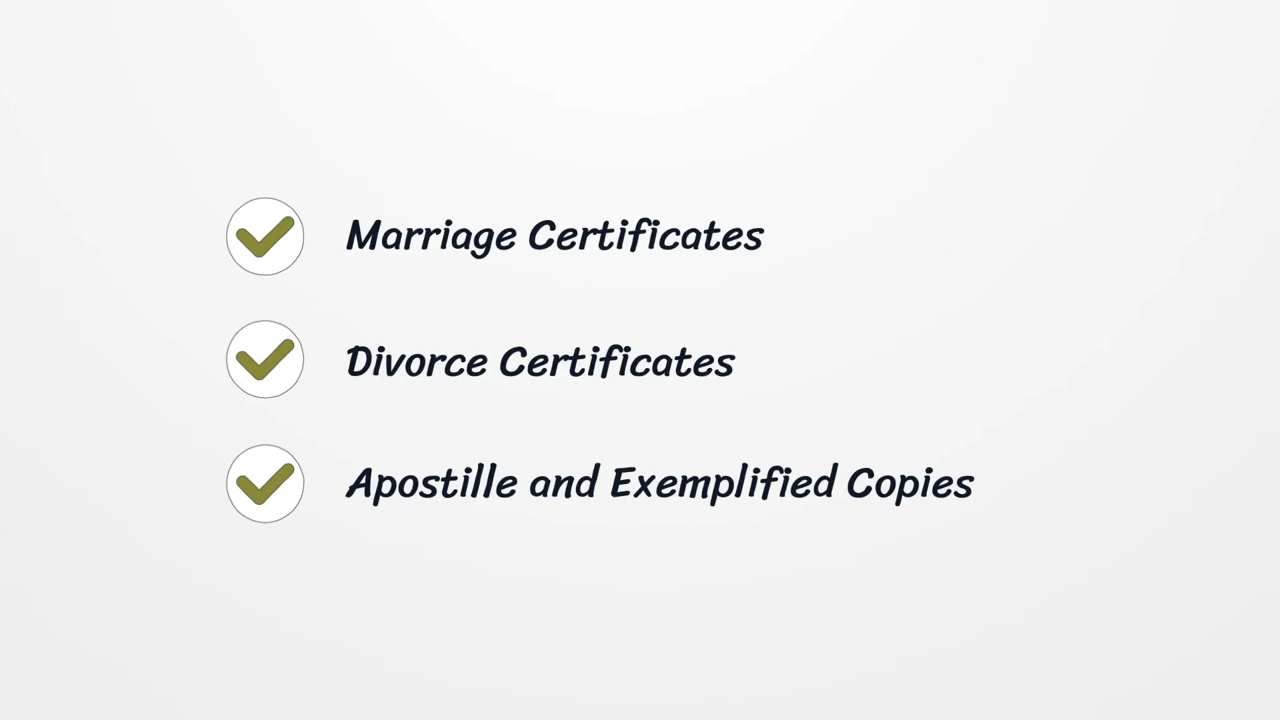 Marriage Certificates
Divorce Certificates
Apostille and Exemplified Copies